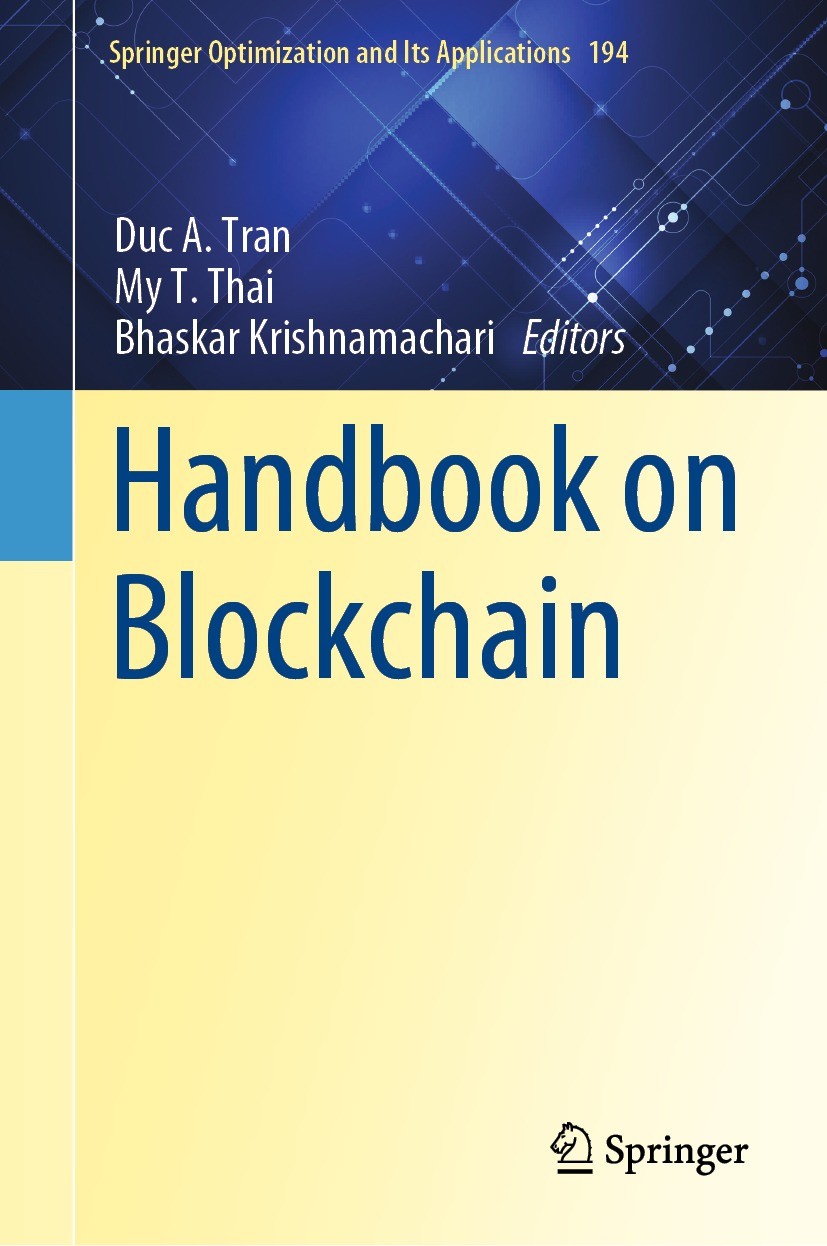 Springer Optimization and Its Applications 194
Duc A. Tran
My T. Thai
Bhaskar Krishnamachari Editors
Handbook on
Blockchain
Springer